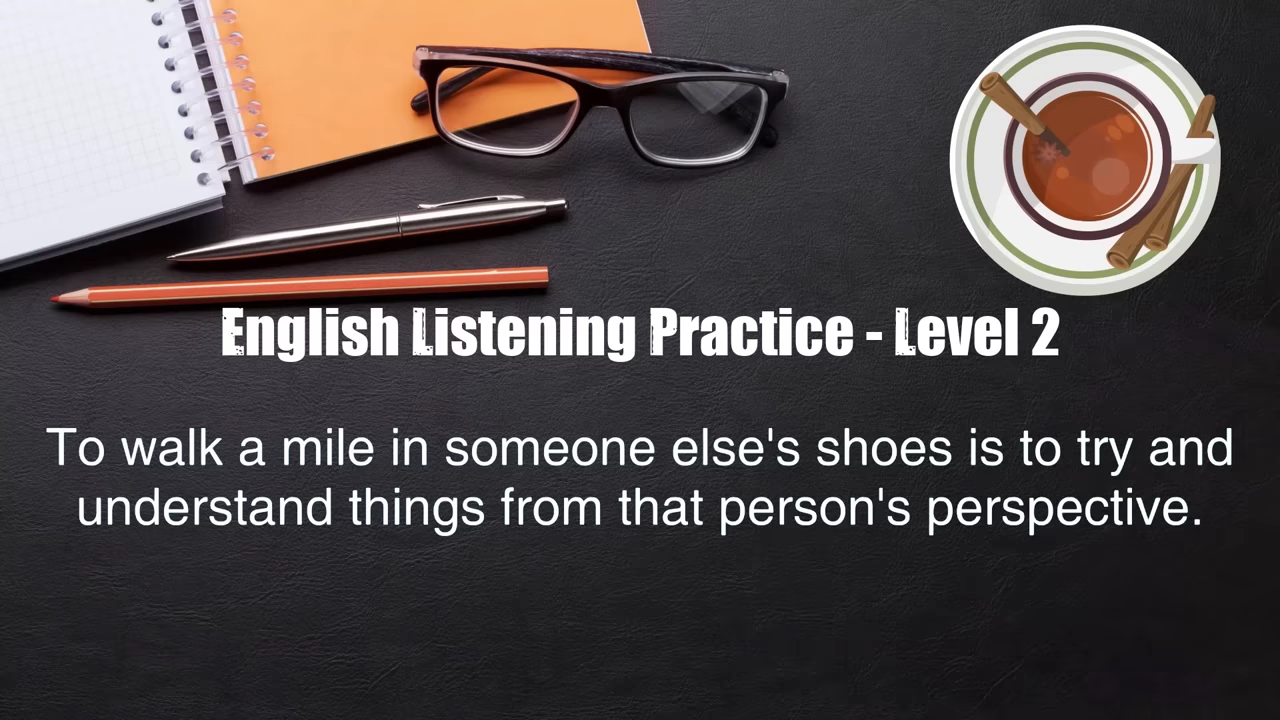 English Listening Practice - Level 2
To walk a mile in someone else's shoes is to try and
understand things from that person's perspective.